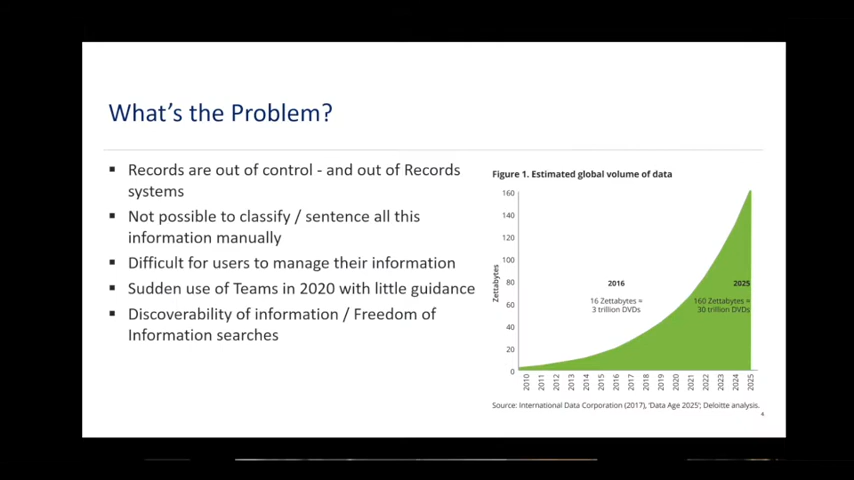 What's the Problem?
▪ Records are out of control - and out of Records
systems
▪ Not possible to classify / sentence all this
information manually
▪ Difficult for users to manage their information
▪ Sudden use of Teams in 2020 with little guidance
▪ Discoverability of information / Freedom of
Information searches
Figure 1. Estimated global volume of data
160
140
120
100
80
60
40
20
0
Zettabytes
2016
16 Zettabytes =
3 trillion DVDs
2025
160 Zettabytes =
30 trillion DVDs
2010 2011 2012 2013 2014 2015 2016 2017 2018 2019 2020 2021 2022 2023 2024 2025
Source: International Data Corporation (2017), 'Data Age 2025'; Deloitte analysis.
4